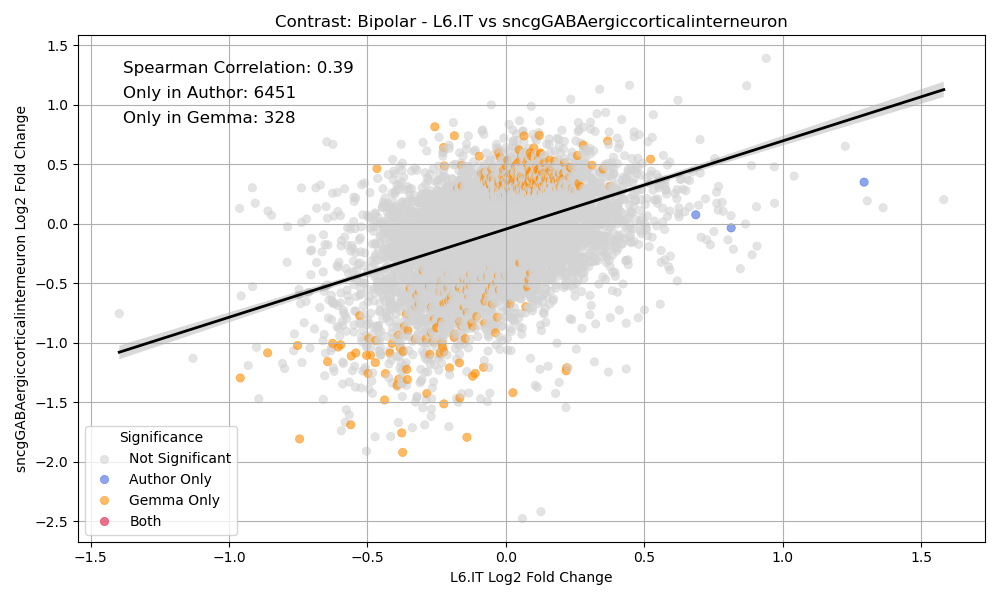 Contrast: Bipolar - L6.IT vs sncgGABAergiccorticalinterneuron
Spearman Correlation: 0.39
Only in Author: 6451
Only in Gemma: 328
sncgGABAergiccorticalinterneuron Log2 Fold Change
1.5
1.0
0.5
0.0
−0.5
−1.0
−1.5
−2.0
−2.5
Significance
Not Significant
Author Only
Gemma Only
Both
−1.5 −1.0 −0.5 0.0 0.5 1.0 1.5
L6.IT Log2 Fold Change